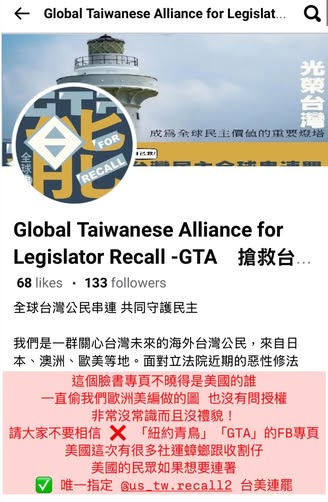 Global Taiwanese Alliance for Legislat...
光榮台灣
成為全球民主價值的重要燈塔
FOR
RECALL
全球
Global Taiwanese Alliance for
Legislator Recall -GTA 搶救台...
68 likes • 133 followers
全球台灣公民串連 共同守護民主
我們是一群關心台灣未來的海外台灣公民，來自日
本、澳洲、歐美等地。面對立法院近期的惡性修法
這個臉書專頁不曉得是美國的誰
一直偷我們歐洲美編做的圖 也沒有問授權
非常沒常識而且沒禮貌！
請大家不要相信 ❌ 「紐約青鳥」「GTA」的FB專頁
美國這次有很多社運蟑螂跟收割仔
美國的民眾如果想要連署
✅ 唯一指定 @us_tw.recall2 台美連罷